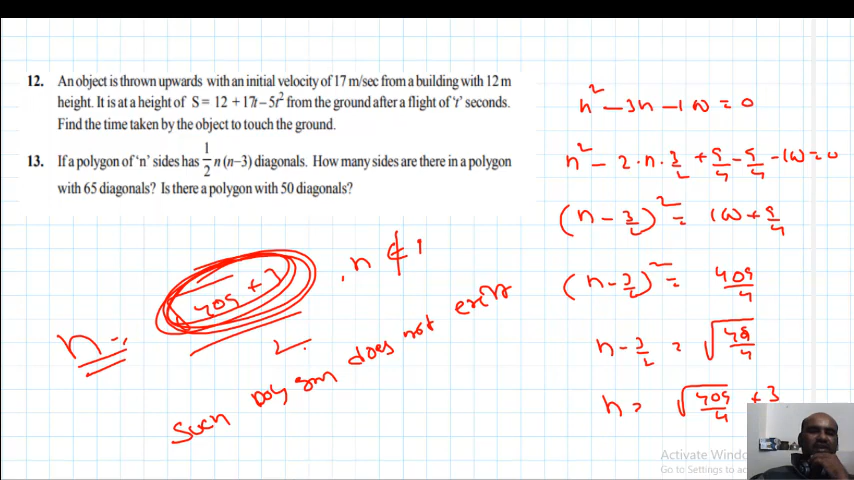 12. An object is thrown upwards with an initial velocity of 17 m/sec from a building with 12 m
height. It is at a height of S = 12 + 17t – 5t² from the ground after a flight of 't' seconds.
Find the time taken by the object to touch the ground.
13. If a polygon of 'n' sides has 1/2 n (n–3) diagonals. How many sides are there in a polygon
with 65 diagonals? Is there a polygon with 50 diagonals?
n² - 3n - 100 = 0
n² - 2·n·3/2 + 9/4 - 9/4 - 100 = 0
(n - 3/2)² = 100 + 9/4
(n - 3/2)² = 409/4
n - 3/2 = √409/4
n = √409/4 + 3
n = √409 + 3
2
, n ∉
Such polygon does not exist
Activate Windo
Go to Settings to ac